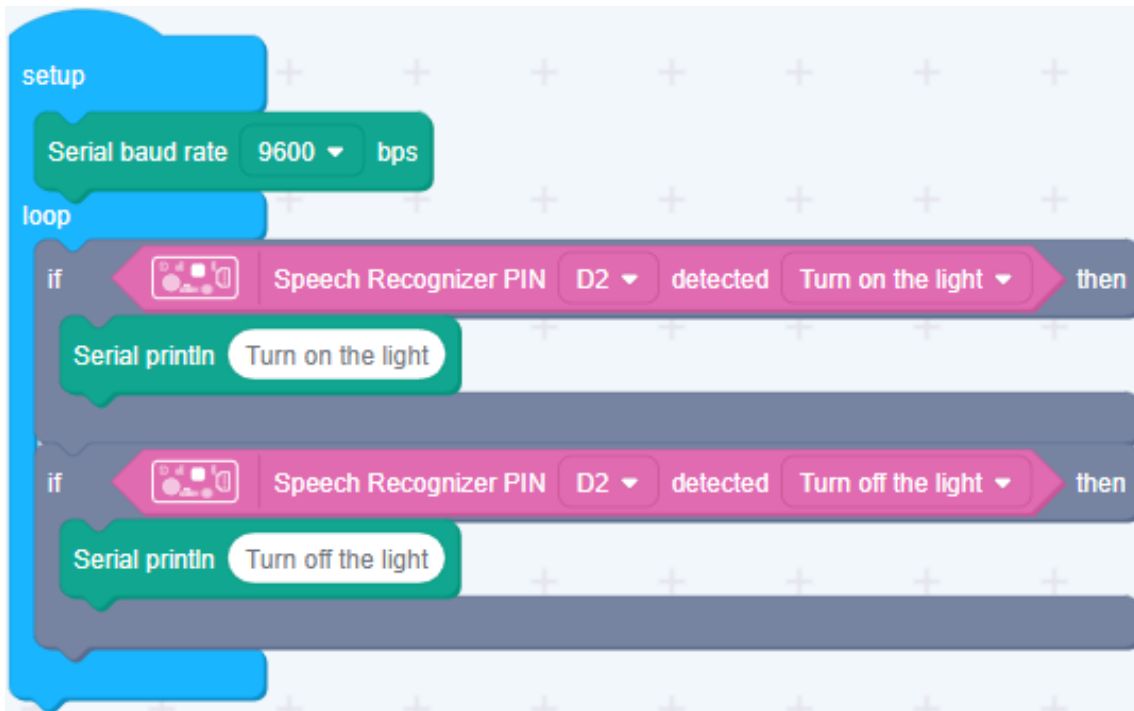 setup
Serial baud rate 9600 bps
loop
if Speech Recognizer PIN D2 detected Turn on the light then
Serial println Turn on the light
if Speech Recognizer PIN D2 detected Turn off the light then
Serial println Turn off the light